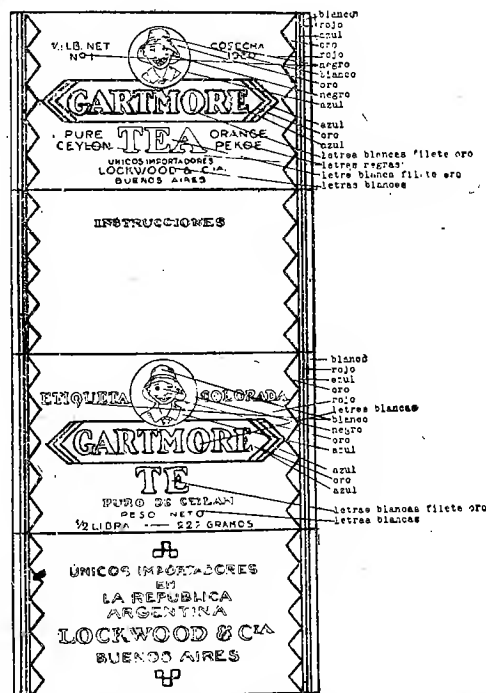 ½ LB. NET
Nº 1
COSECHA
GARTMORE
PURE
CEYLON
TEA
ORANGE
PEKOE
UNICOS IMPORTADORES
LOCKWOOD & CIA.
BUENOS AIRES
blancos
rojo
azul
oro
rojo
negro
blanco
oro
negro
azul
azul
oro
azul
letras blancas filete oro
letras negras
letra blanca filete oro
letras blancas
INSTRUCCIONES
ETIQUETA
COLORADA
GARTMORE
TE
PURO DE CEILAN
PESO NETO
½ LIBRA — GRAMOS
blanco
rojo
azul
oro
rojo
letras blancas
blanco
negro
oro
azul
azul
oro
azul
letras blancas filete oro
letras blancas
ÚNICOS IMPORTADORES
EN
LA REPUBLICA
ARGENTINA
LOCKWOOD & CIA
BUENOS AIRES